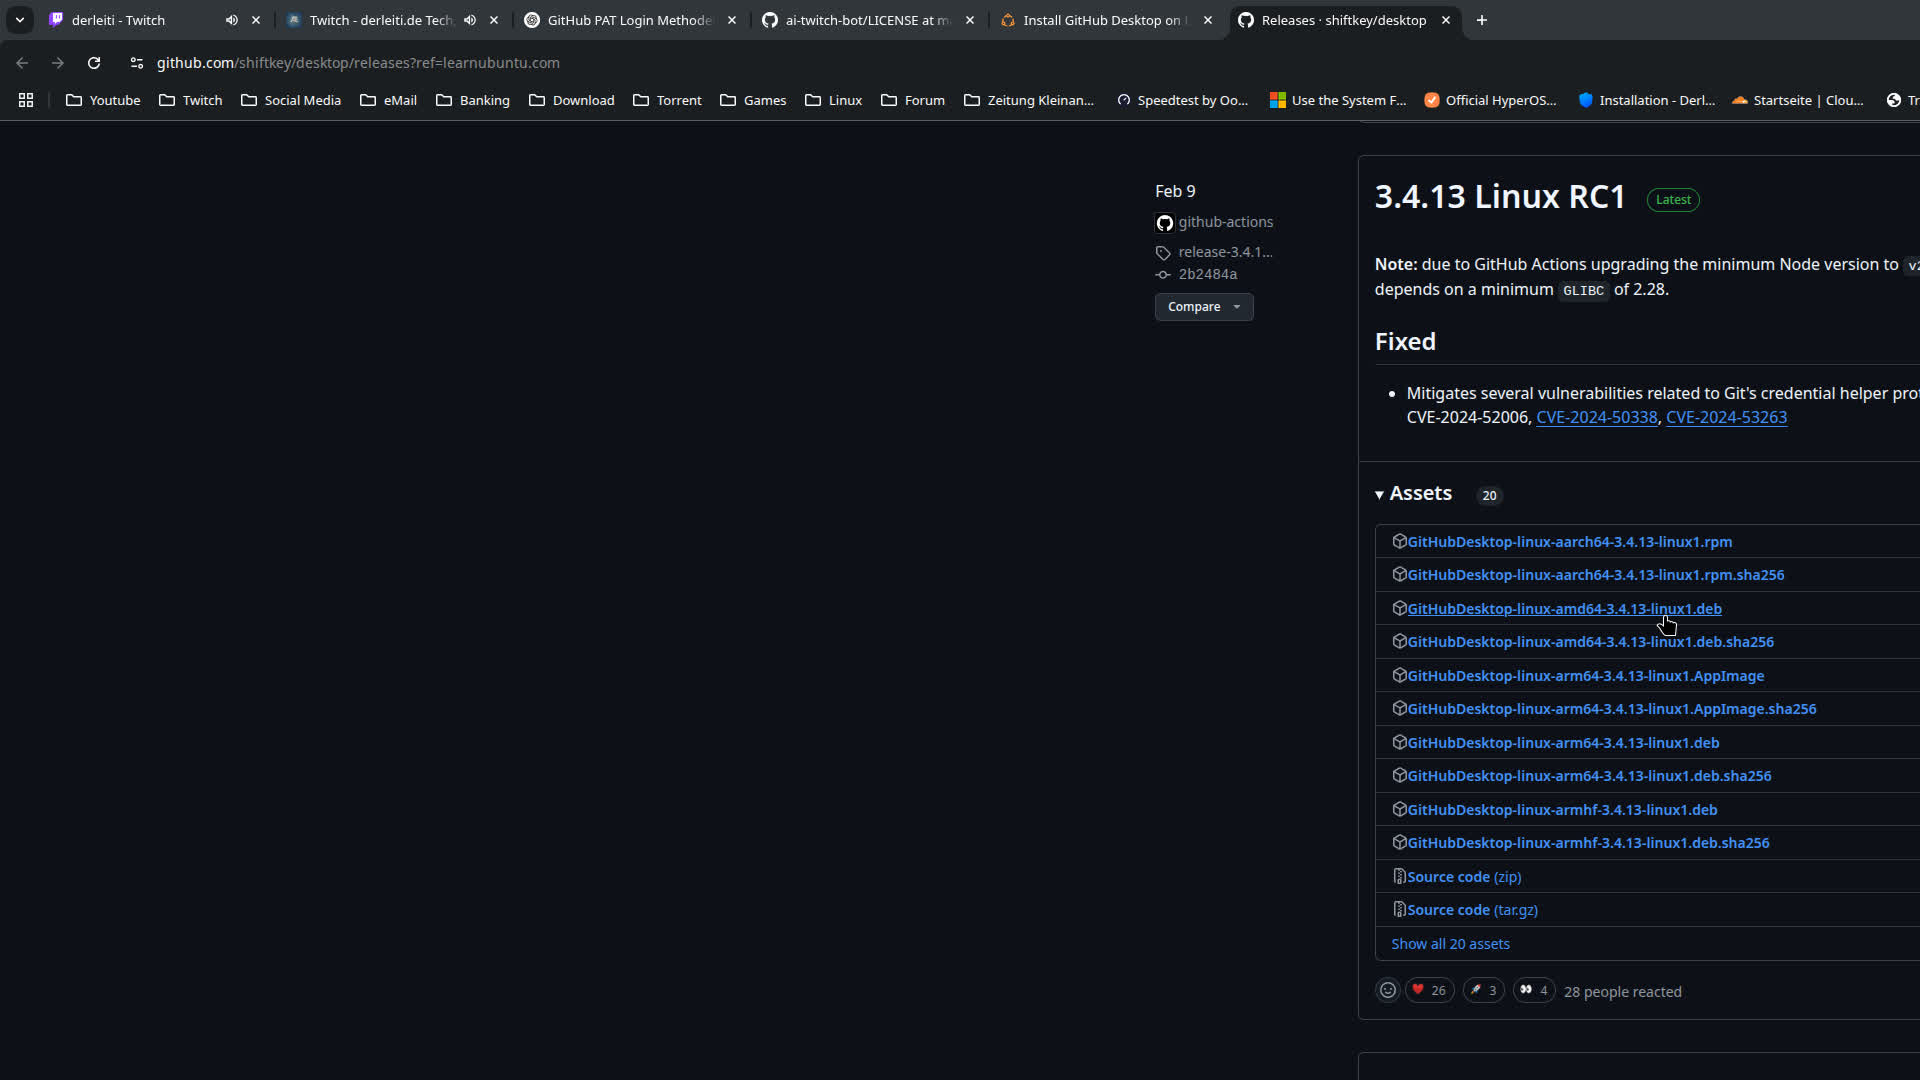 derleiti - Twitch
Twitch - derleiti.de Tech
GitHub PAT Login Methode
ai-twitch-bot/LICENSE at m
Install GitHub Desktop on
Releases · shiftkey/desktop
github.com/shiftkey/desktop/releases?ref=learnubuntu.com
Youtube
Twitch
Social Media
eMail
Banking
Download
Torrent
Games
Linux
Forum
Zeitung Kleinan...
Speedtest by Oo...
Use the System F...
Official HyperOS...
Installation - Derl...
Startseite | Clou...
Tr
Feb 9
github-actions
release-3.4.1...
2b2484a
Compare
3.4.13 Linux RC1 Latest
Note: due to GitHub Actions upgrading the minimum Node version to
depends on a minimum GLIBC of 2.28.
Fixed
Mitigates several vulnerabilities related to Git's credential helper pro
CVE-2024-52006, CVE-2024-50338, CVE-2024-53263
Assets 20
GitHubDesktop-linux-aarch64-3.4.13-linux1.rpm
GitHubDesktop-linux-aarch64-3.4.13-linux1.rpm.sha256
GitHubDesktop-linux-amd64-3.4.13-linux1.deb
GitHubDesktop-linux-amd64-3.4.13-linux1.deb.sha256
GitHubDesktop-linux-arm64-3.4.13-linux1.AppImage
GitHubDesktop-linux-arm64-3.4.13-linux1.AppImage.sha256
GitHubDesktop-linux-arm64-3.4.13-linux1.deb
GitHubDesktop-linux-arm64-3.4.13-linux1.deb.sha256
GitHubDesktop-linux-armhf-3.4.13-linux1.deb
GitHubDesktop-linux-armhf-3.4.13-linux1.deb.sha256
Source code (zip)
Source code (tar.gz)
Show all 20 assets
26 3 4 28 people reacted